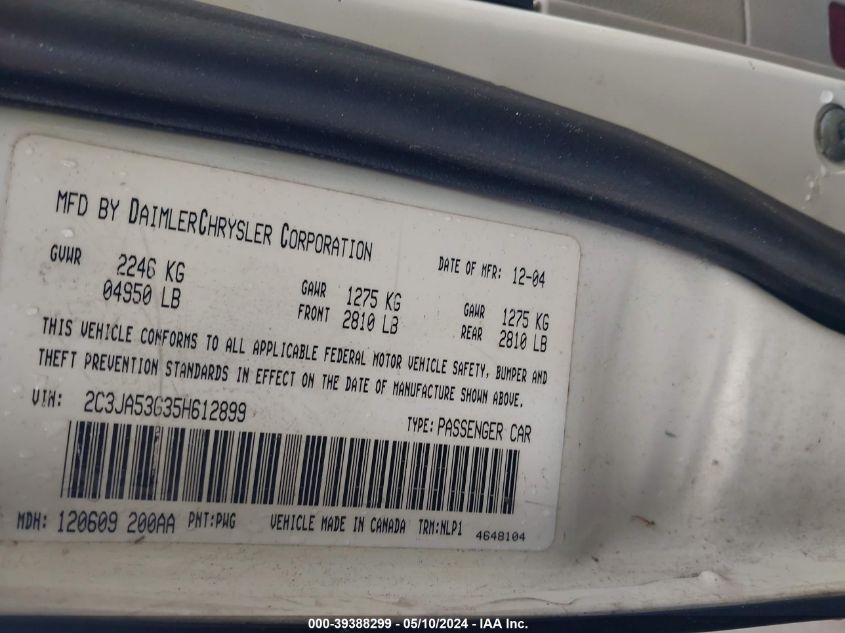 MFD BY DAIMLERCHRYSLER CORPORATION
DATE OF MFR: 12-04
GVWR 2246 KG
04950 LB
GAWR FRONT 1275 KG
2810 LB
GAWR REAR 1275 KG
2810 LB
THIS VEHICLE CONFORMS TO ALL APPLICABLE FEDERAL MOTOR VEHICLE SAFETY, BUMPER AND
THEFT PREVENTION STANDARDS IN EFFECT ON THE DATE OF MANUFACTURE SHOWN ABOVE.
VIN: 2C3JA53G35H612899
TYPE: PASSENGER CAR
MDH: 120609 200AA PNT:PWG VEHICLE MADE IN CANADA TRM:NLP1
4648104
000-39388299 - 05/10/2024 - IAA Inc.